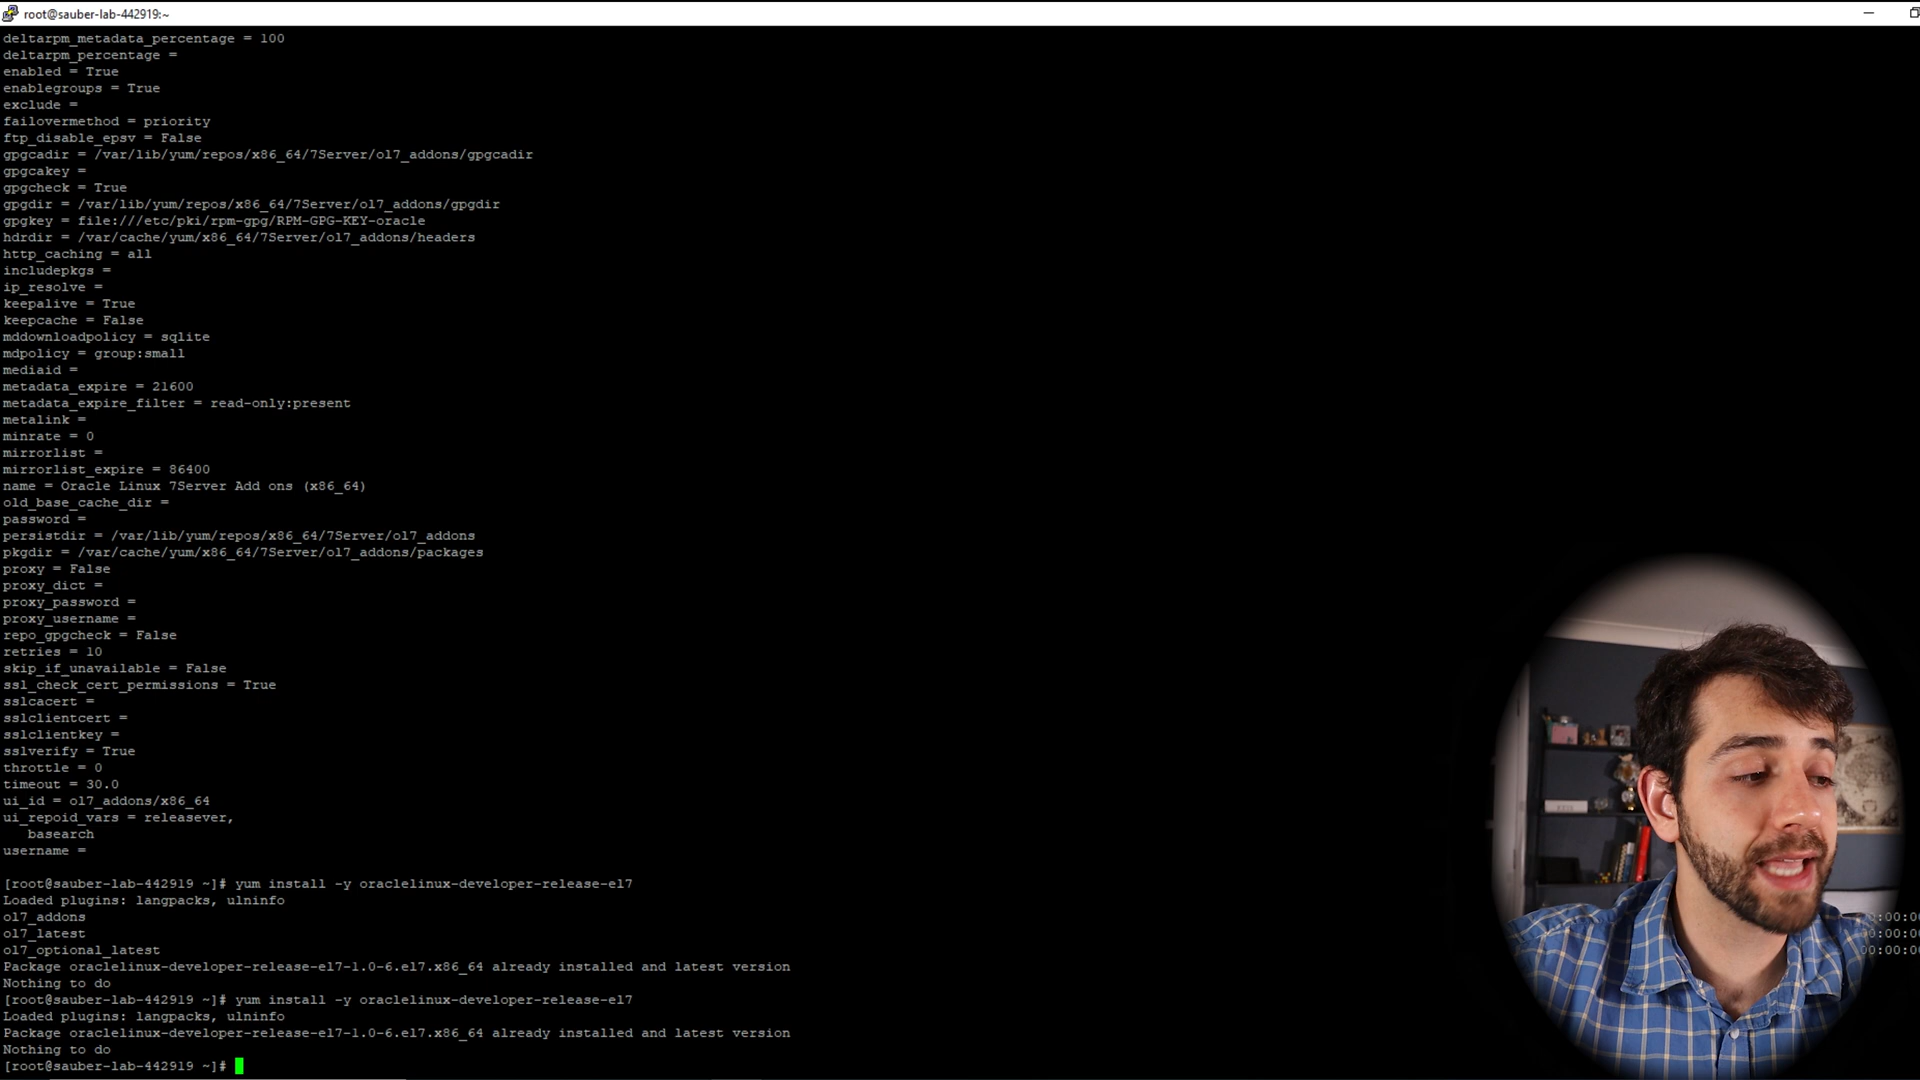 root@sauber-lab-442919:~
deltarpm_metadata_percentage = 100
deltarpm_percentage =
enabled = True
enablegroups = True
exclude =
failovermethod = priority
ftp_disable_epsv = False
gpgcadir = /var/lib/yum/repos/x86_64/7Server/ol7_addons/gpgcadir
gpgcakey =
gpgcheck = True
gpgdir = /var/lib/yum/repos/x86_64/7Server/ol7_addons/gpgdir
gpgkey = file:///etc/pki/rpm-gpg/RPM-GPG-KEY-oracle
hdrdir = /var/cache/yum/x86_64/7Server/ol7_addons/headers
http_caching = all
includepkgs =
ip_resolve =
keepalive = True
keepcache = False
mddownloadpolicy = sqlite
mdpolicy = group:small
mediaid =
metadata_expire = 21600
metadata_expire_filter = read-only:present
metalink =
minrate = 0
mirrorlist =
mirrorlist_expire = 86400
name = Oracle Linux 7Server Add ons (x86_64)
old_base_cache_dir =
password =
persistdir = /var/lib/yum/repos/x86_64/7Server/ol7_addons
pkgdir = /var/cache/yum/x86_64/7Server/ol7_addons/packages
proxy = False
proxy_dict =
proxy_password =
proxy_username =
repo_gpgcheck = False
retries = 10
skip_if_unavailable = False
ssl_check_cert_permissions = True
sslcacert =
sslclientcert =
sslclientkey =
sslverify = True
throttle = 0
timeout = 30.0
ui_id = ol7_addons/x86_64
ui_repoid_vars = releasever,
   basearch
username =
[root@sauber-lab-442919 ~]# yum install -y oraclelinux-developer-release-el7
Loaded plugins: langpacks, ulninfo
ol7_addons
ol7_latest
ol7_optional_latest
Package oraclelinux-developer-release-el7-1.0-6.el7.x86_64 already installed and latest version
Nothing to do
[root@sauber-lab-442919 ~]# yum install -y oraclelinux-developer-release-el7
Loaded plugins: langpacks, ulninfo
Package oraclelinux-developer-release-el7-1.0-6.el7.x86_64 already installed and latest version
Nothing to do
[root@sauber-lab-442919 ~]#